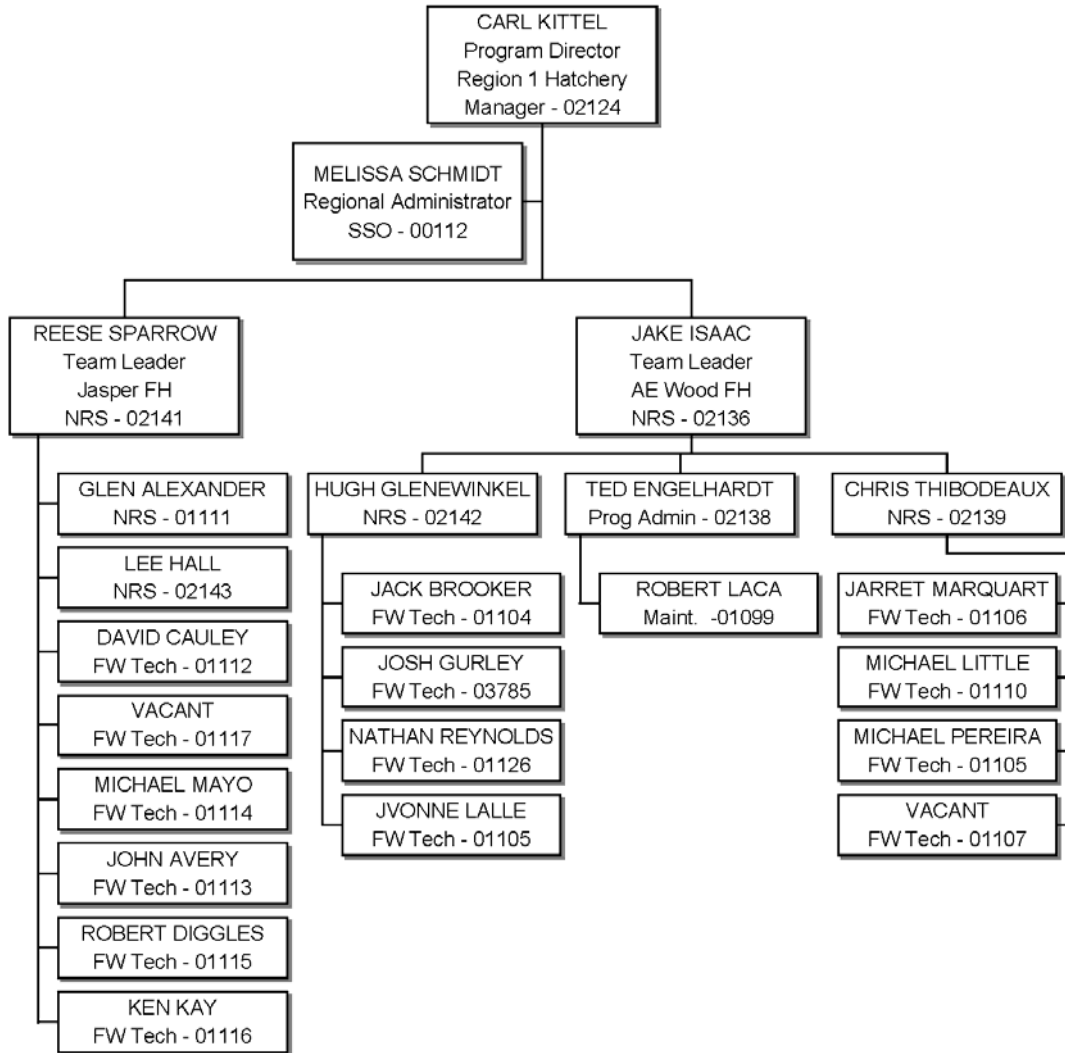 CARL KITTEL
Program Director
Region 1 Hatchery
Manager - 02124
MELISSA SCHMIDT
Regional Administrator
SSO - 00112
REESE SPARROW
Team Leader
Jasper FH
NRS - 02141
JAKE ISAAC
Team Leader
AE Wood FH
NRS - 02136
GLEN ALEXANDER
NRS - 01111
LEE HALL
NRS - 02143
DAVID CAULEY
FW Tech - 01112
VACANT
FW Tech - 01117
MICHAEL MAYO
FW Tech - 01114
JOHN AVERY
FW Tech - 01113
ROBERT DIGGLES
FW Tech - 01115
KEN KAY
FW Tech - 01116
HUGH GLENEWINKEL
NRS - 02142
JACK BROOKER
FW Tech - 01104
JOSH GURLEY
FW Tech - 03785
NATHAN REYNOLDS
FW Tech - 01126
JVONNE LALLE
FW Tech - 01105
TED ENGELHARDT
Prog Admin - 02138
ROBERT LACA
Maint. -01099
CHRIS THIBODEAUX
NRS - 02139
JARRET MARQUART
FW Tech - 01106
MICHAEL LITTLE
FW Tech - 01110
MICHAEL PEREIRA
FW Tech - 01105
VACANT
FW Tech - 01107